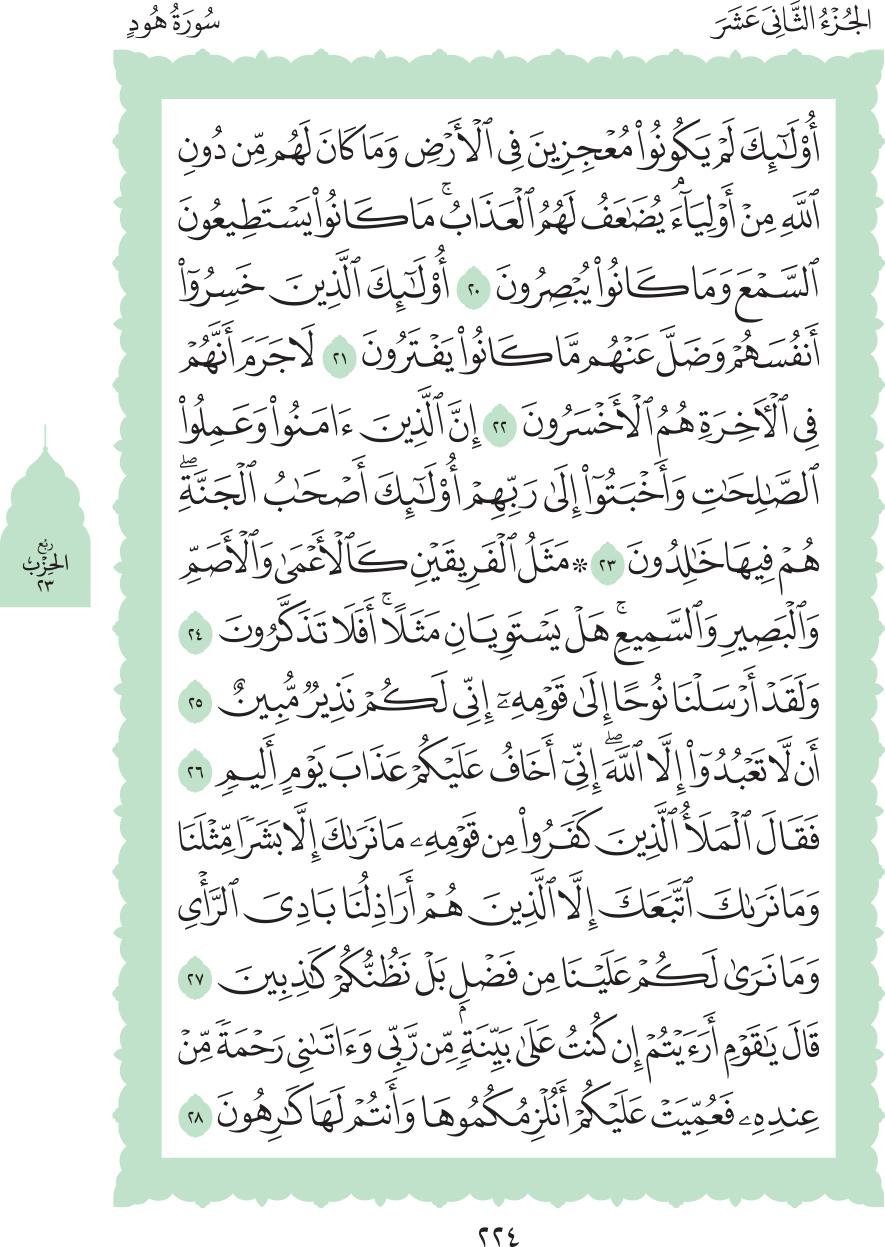 الجُزْءُ الثَّانِيَ عَشَرَ
سُورَةُ هُودٍ
أُوْلَـٰٓئِكَ لَمْ يَكُونُواْ مُعْجِزِينَ فِى ٱلْأَرْضِ وَمَا كَانَ لَهُم مِّن دُونِ
ٱللَّهِ مِنْ أَوْلِيَآءَۘ يُضَـٰعَفُ لَهُمُ ٱلْعَذَابُۚ مَا كَانُواْ يَسْتَطِيعُونَ
ٱلسَّمْعَ وَمَا كَانُواْ يُبْصِرُونَ ٢٠ أُوْلَـٰٓئِكَ ٱلَّذِينَ خَسِرُوٓاْ
أَنفُسَهُمْ وَضَلَّ عَنْهُم مَّا كَانُواْ يَفْتَرُونَ ٢١ لَا جَرَمَ أَنَّهُمْ
فِى ٱلْأَخِرَةِ هُمُ ٱلْأَخْسَرُونَ ٢٢ إِنَّ ٱلَّذِينَ ءَامَنُواْ وَعَمِلُواْ
ٱلصَّـٰلِحَـٰتِ وَأَخْبَتُوٓاْ إِلَىٰ رَبِّهِمْ أُوْلَـٰٓئِكَ أَصْحَـٰبُ ٱلْجَنَّةِۖ
هُمْ فِيهَا خَـٰلِدُونَ ٢٣ ۞ مَثَلُ ٱلْفَرِيقَيْنِ كَٱلْأَعْمَىٰ وَٱلْأَصَمِّ
وَٱلْبَصِيرِ وَٱلسَّمِيعِۚ هَلْ يَسْتَوِيَانِ مَثَلًاۚ أَفَلَا تَذَكَّرُونَ ٢٤
وَلَقَدْ أَرْسَلْنَا نُوحًا إِلَىٰ قَوْمِهِۦٓ إِنِّى لَكُمْ نَذِيرٌ مُّبِينٌ ٢٥
أَن لَّا تَعْبُدُوٓاْ إِلَّا ٱللَّهَۖ إِنِّىٓ أَخَافُ عَلَيْكُمْ عَذَابَ يَوْمٍ أَلِيمٍ ٢٦
فَقَالَ ٱلْمَلَأُ ٱلَّذِينَ كَفَرُواْ مِن قَوْمِهِۦ مَا نَرَىٰكَ إِلَّا بَشَرًا مِّثْلَنَا
وَمَا نَرَىٰكَ ٱتَّبَعَكَ إِلَّا ٱلَّذِينَ هُمْ أَرَاذِلُنَا بَادِىَ ٱلرَّأْىِ
وَمَا نَرَىٰ لَكُمْ عَلَيْنَا مِن فَضْلٍۭ بَلْ نَظُنُّكُمْ كَـٰذِبِينَ ٢٧
قَالَ يَـٰقَوْمِ أَرَءَيْتُمْ إِن كُنتُ عَلَىٰ بَيِّنَةٍ مِّن رَّبِّى وَءَاتَىٰنِى رَحْمَةً مِّنْ
عِندِهِۦ فَعُمِّيَتْ عَلَيْكُمْ أَنُلْزِمُكُمُوهَا وَأَنتُمْ لَهَا كَـٰرِهُونَ ٢٨
رُبْع
الحِزْب
٢٣
٢٢٤